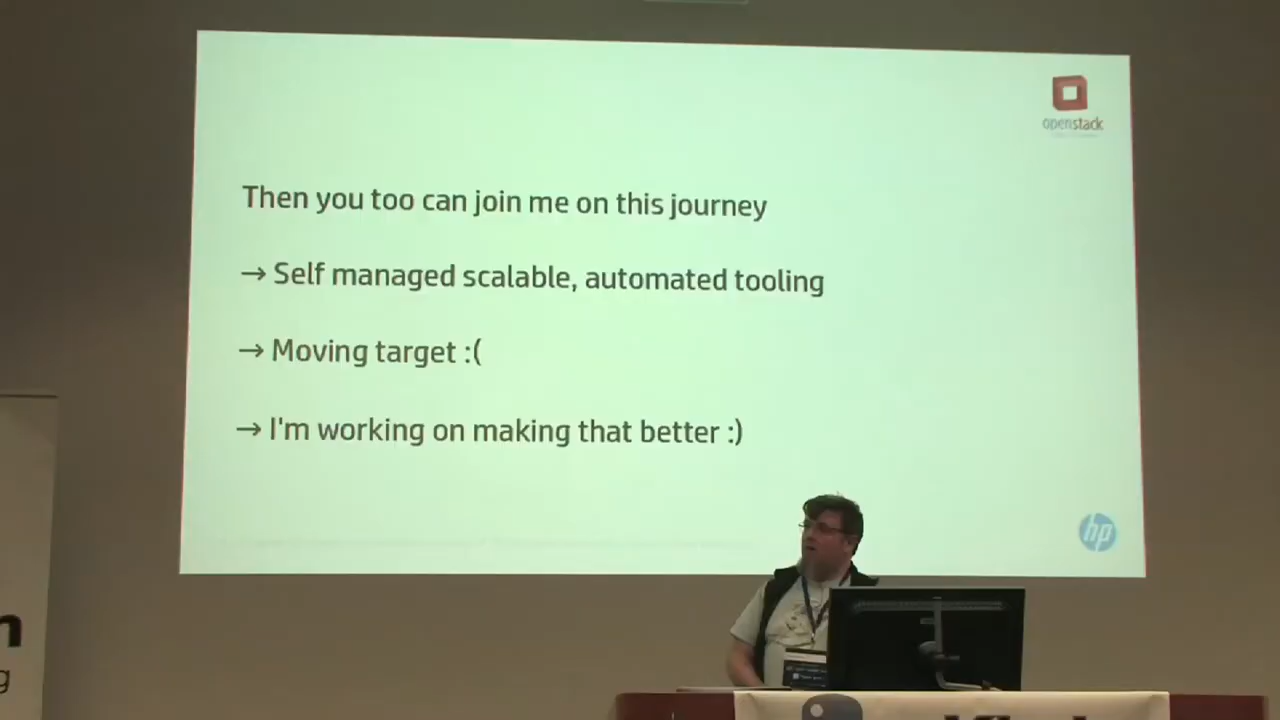 openstack
Then you too can join me on this journey
→ Self managed scalable, automated tooling
→ Moving target :(
→ I'm working on making that better :)
hp
n
g